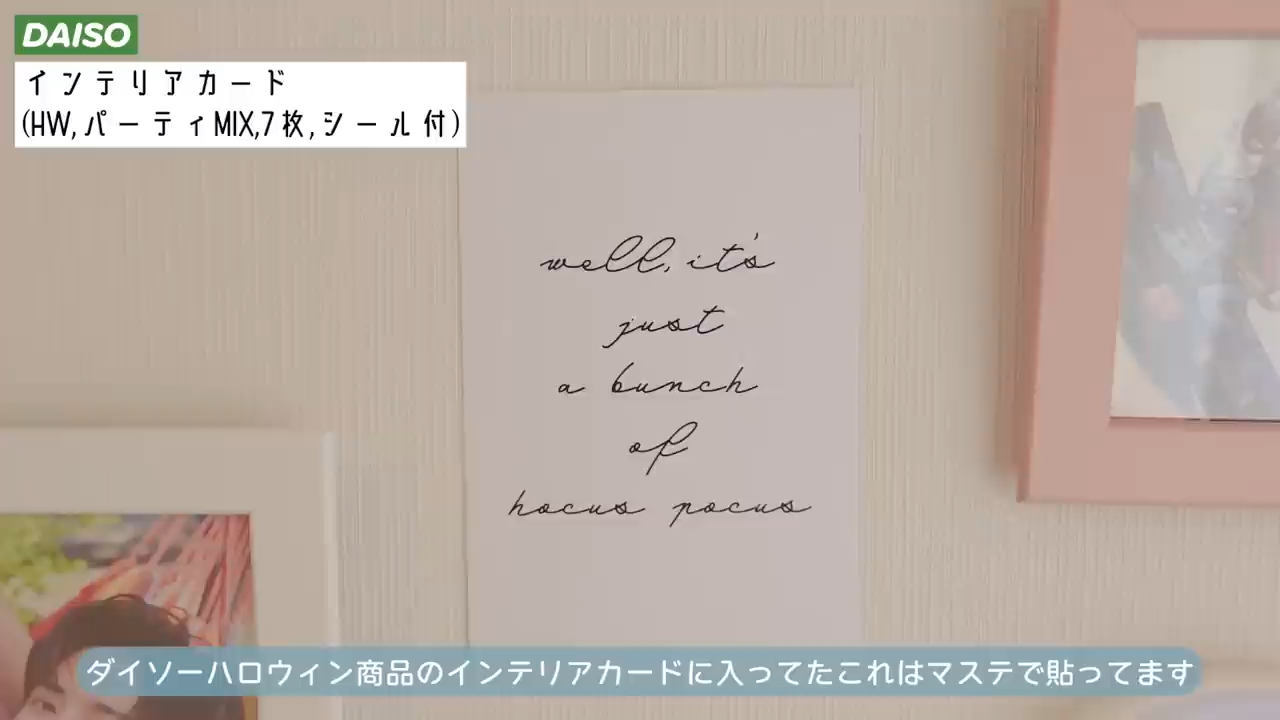 DAISO
インテリアカード
(HW,パーティMIX,7枚,シール付)
well, it's
just
a bunch
of
hocus pocus
ダイソーハロウィン商品のインテリアカードに入ってたこれはマステで貼ってます